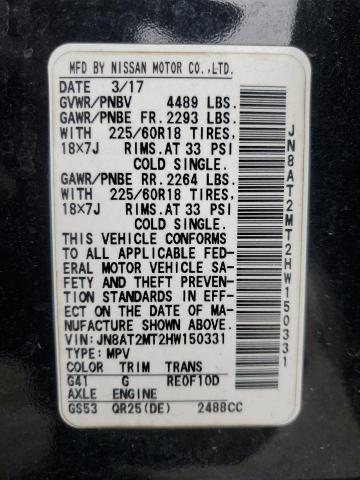 MFD BY NISSAN MOTOR CO.,LTD.
DATE 3/17
GVWR/PNBV 4489 LBS.
GAWR/PNBE FR. 2293 LBS.
WITH 225/60R18 TIRES,
18x7J RIMS.AT 33 PSI
COLD SINGLE.
GAWR/PNBE RR. 2264 LBS.
WITH 225/60R18 TIRES,
18x7J RIMS.AT 33 PSI
COLD SINGLE.
THIS VEHICLE CONFORMS
TO ALL APPLICABLE FED-
ERAL MOTOR VEHICLE SA-
FETY AND THEFT PREVEN-
TION STANDARDS IN EFF-
ECT ON THE DATE OF MA-
NUFACTURE SHOWN ABOVE.
VIN:JN8AT2MT2HW150331
TYPE:MPV
COLOR TRIM TRANS
G41 G RE0F10D
AXLE ENGINE
GS53 QR25(DE) 2488CC
JN8AT2MT2HW150331